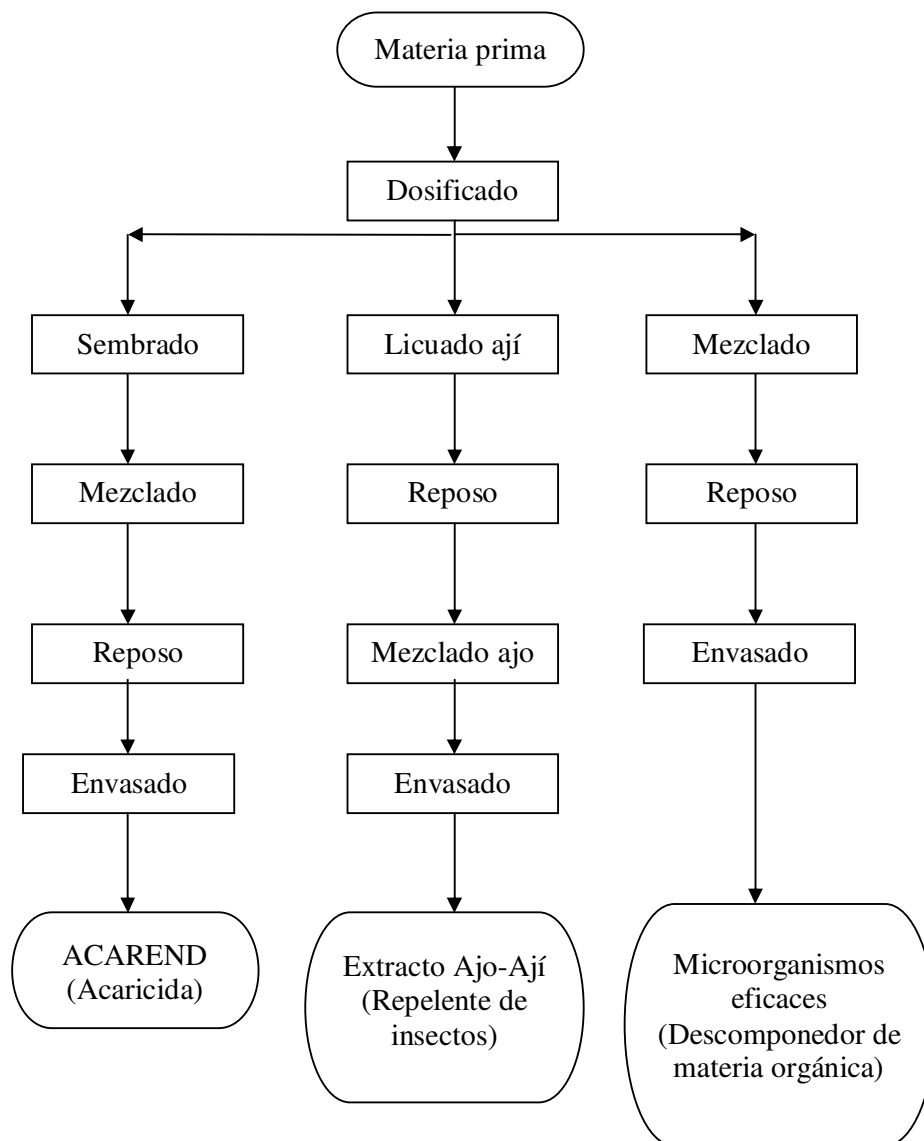 Materia prima
Dosificado
Sembrado
Licuado ají
Mezclado
Mezclado
Reposo
Reposo
Reposo
Mezclado ajo
Envasado
Envasado
Envasado
ACAREND
(Acaricida)
Extracto Ajo-Ají
(Repelente de
insectos)
Microorganismos
eficaces
(Descomponedor de
materia orgánica)